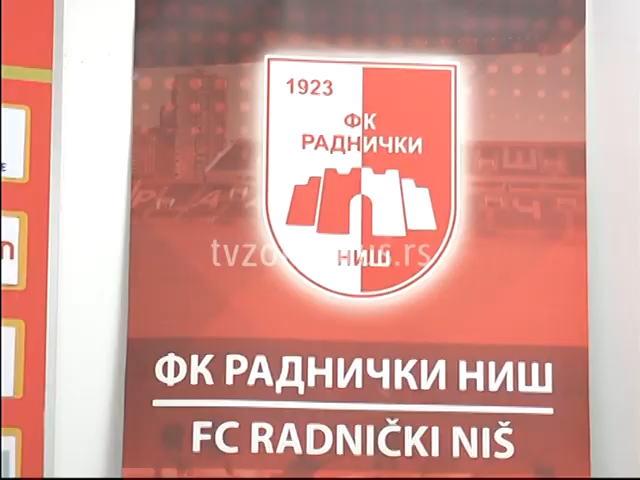 1923
ФК
РАДНИЧКИ
НИШ
ФК РАДНИЧКИ НИШ
FC RADNIČKI NIŠ